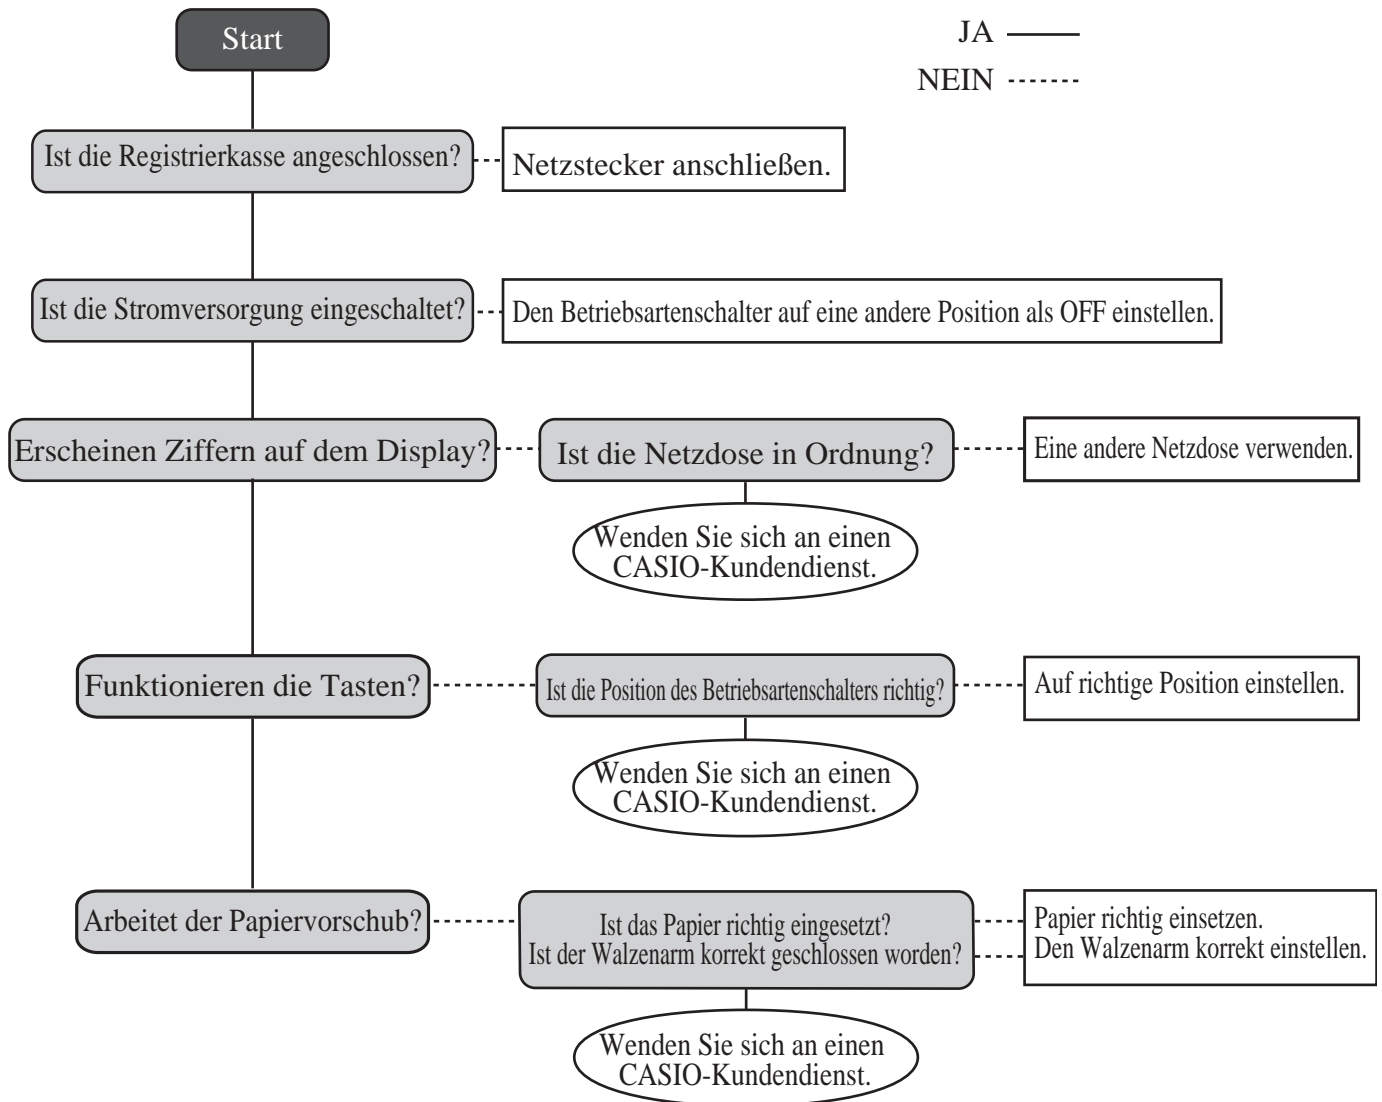 Start
JA
NEIN
Ist die Registrierkasse angeschlossen?
Netzstecker anschließen.
Ist die Stromversorgung eingeschaltet?
Den Betriebsartenschalter auf eine andere Position als OFF einstellen.
Erscheinen Ziffern auf dem Display?
Ist die Netzdose in Ordnung?
Eine andere Netzdose verwenden.
Wenden Sie sich an einen
CASIO-Kundendienst.
Funktionieren die Tasten?
Ist die Position des Betriebsartenschalters richtig?
Auf richtige Position einstellen.
Wenden Sie sich an einen
CASIO-Kundendienst.
Arbeitet der Papiervorschub?
Ist das Papier richtig eingesetzt?
Ist der Walzenarm korrekt geschlossen worden?
Papier richtig einsetzen.
Den Walzenarm korrekt einstellen.
Wenden Sie sich an einen
CASIO-Kundendienst.